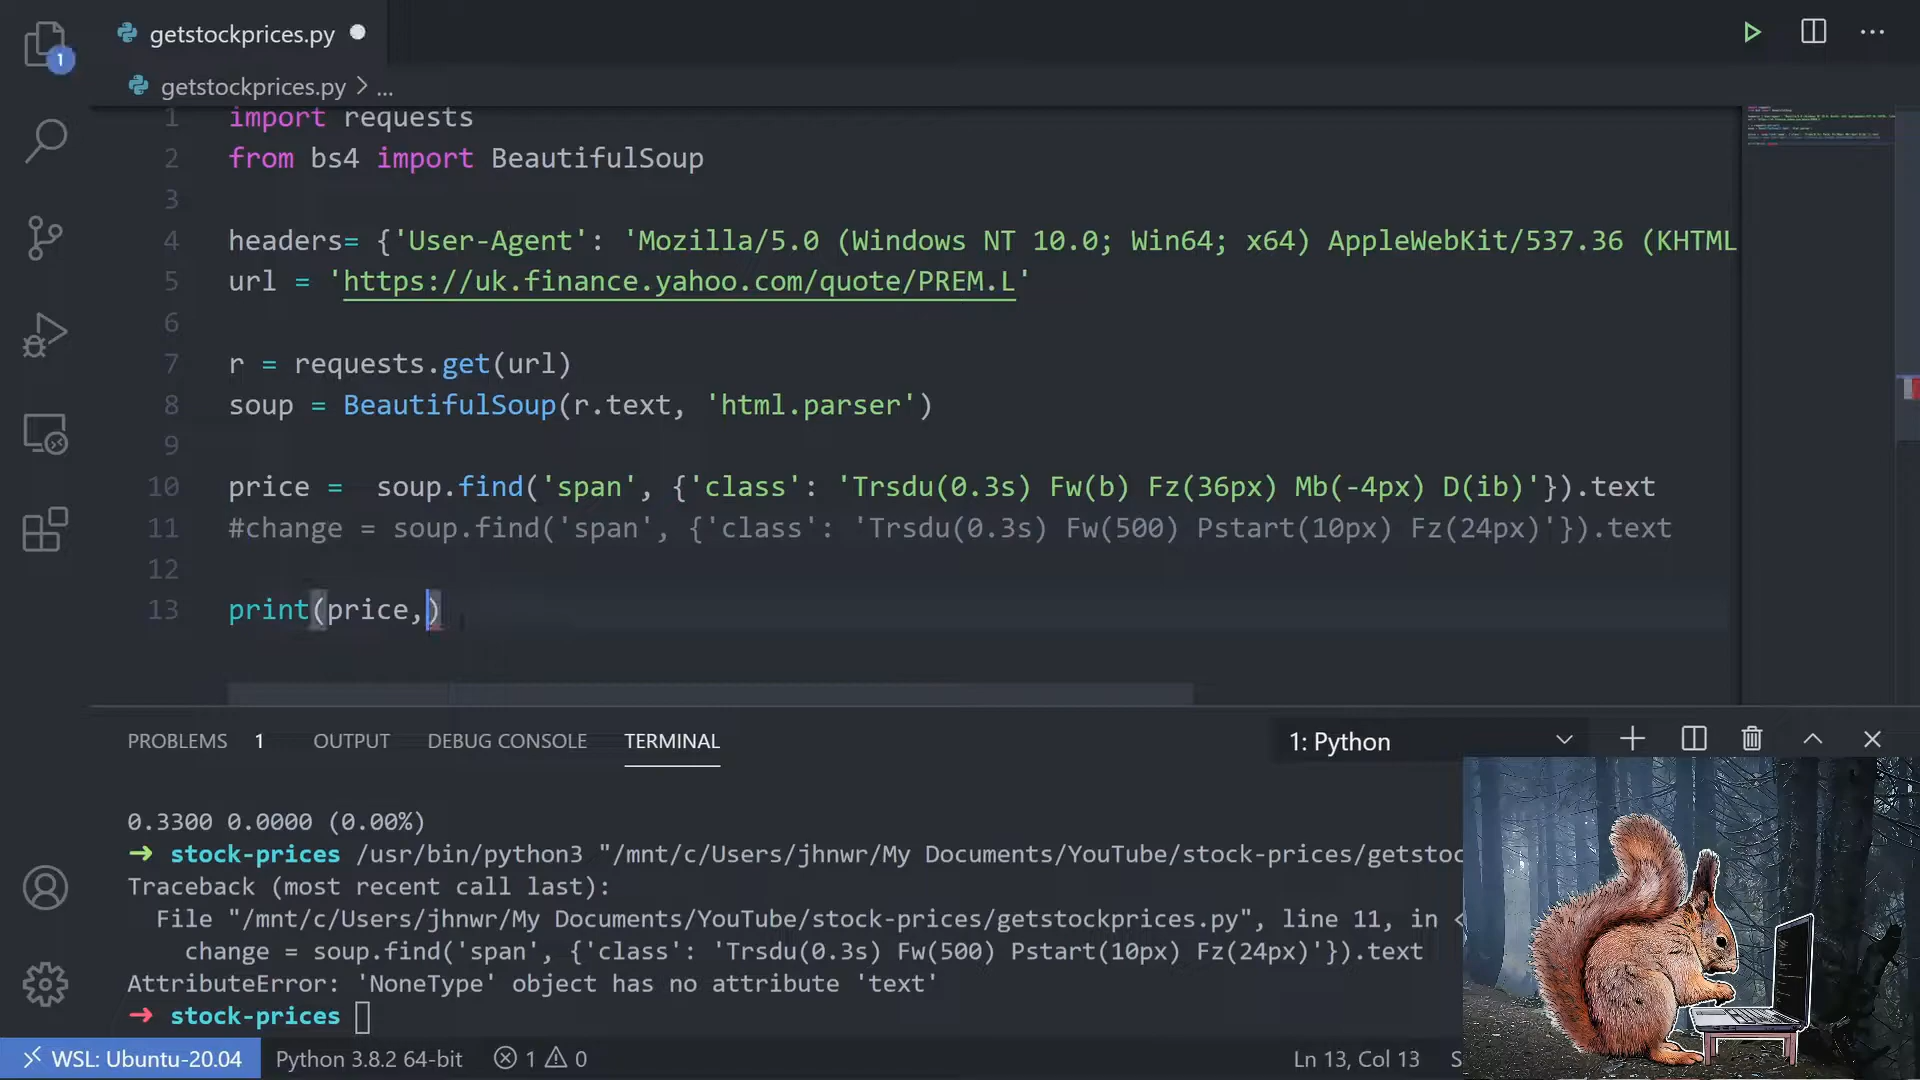 getstockprices.py
1
getstockprices.py > ...
1 import requests
2 from bs4 import BeautifulSoup
3
4 headers= {'User-Agent': 'Mozilla/5.0 (Windows NT 10.0; Win64; x64) AppleWebKit/537.36 (KHTML
5 url = 'https://uk.finance.yahoo.com/quote/PREM.L'
6
7 r = requests.get(url)
8 soup = BeautifulSoup(r.text, 'html.parser')
9
10 price =  soup.find('span', {'class': 'Trsdu(0.3s) Fw(b) Fz(36px) Mb(-4px) D(ib)'}).text
11 #change = soup.find('span', {'class': 'Trsdu(0.3s) Fw(500) Pstart(10px) Fz(24px)'}).text
12
13 print(price,)
PROBLEMS 1 OUTPUT DEBUG CONSOLE TERMINAL 1: Python
0.3300 0.0000 (0.00%)
→ stock-prices /usr/bin/python3 "/mnt/c/Users/jhnwr/My Documents/YouTube/stock-prices/getstoc
Traceback (most recent call last):
  File "/mnt/c/Users/jhnwr/My Documents/YouTube/stock-prices/getstockprices.py", line 11, in <
    change = soup.find('span', {'class': 'Trsdu(0.3s) Fw(500) Pstart(10px) Fz(24px)'}).text
AttributeError: 'NoneType' object has no attribute 'text'
→ stock-prices
WSL: Ubuntu-20.04 Python 3.8.2 64-bit 1 0 Ln 13, Col 13 S